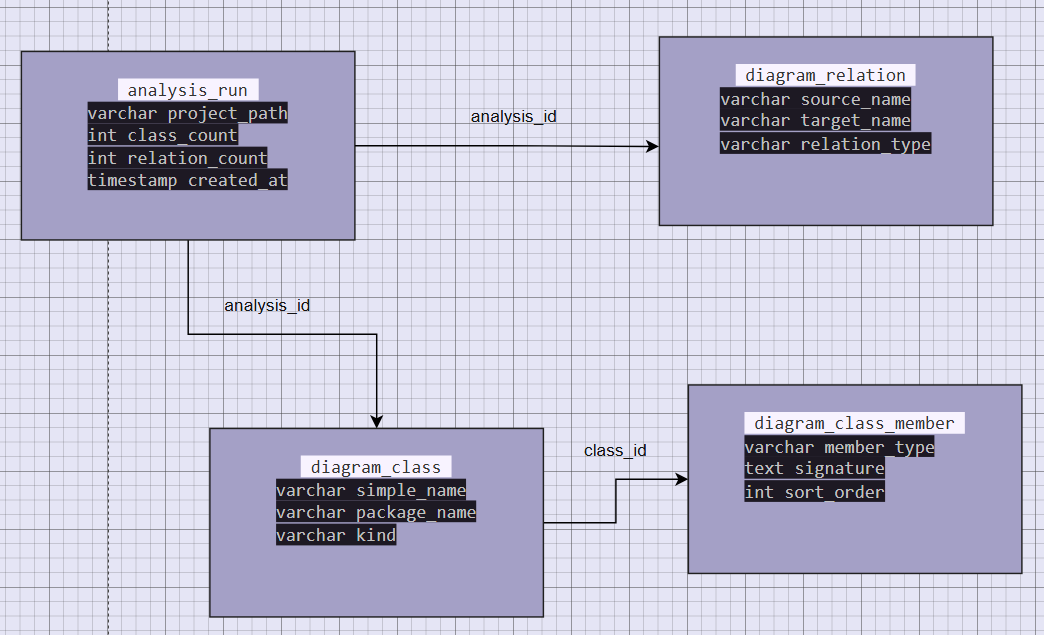 analysis_run
varchar project_path
int class_count
int relation_count
timestamp created_at
analysis_id
diagram_relation
varchar source_name
varchar target_name
varchar relation_type
analysis_id
diagram_class
varchar simple_name
varchar package_name
varchar kind
class_id
diagram_class_member
varchar member_type
text signature
int sort_order